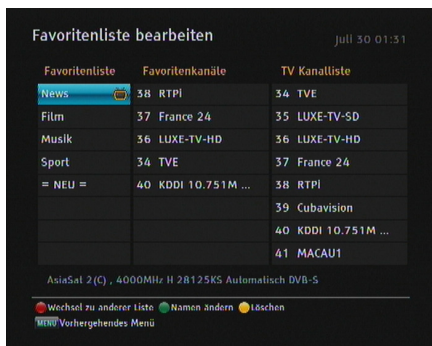 Favoritenliste bearbeiten Juli 30 01:31
Favoritenliste Favoritenkanäle TV Kanalliste
News 38 RTPi 34 TVE
Film 37 France 24 35 LUXE-TV-SD
Musik 36 LUXE-TV-HD 36 LUXE-TV-HD
Sport 34 TVE 37 France 24
= NEU = 40 KDDI 10.751M ... 38 RTPi
39 Cubavision
40 KDDI 10.751M ...
41 MACAU1
AsiaSat 2(C) , 4000MHz H 28125KS Automatisch DVB-S
Wechsel zu anderer Liste Namen ändern Löschen
MENU Vorhergehendes Menü